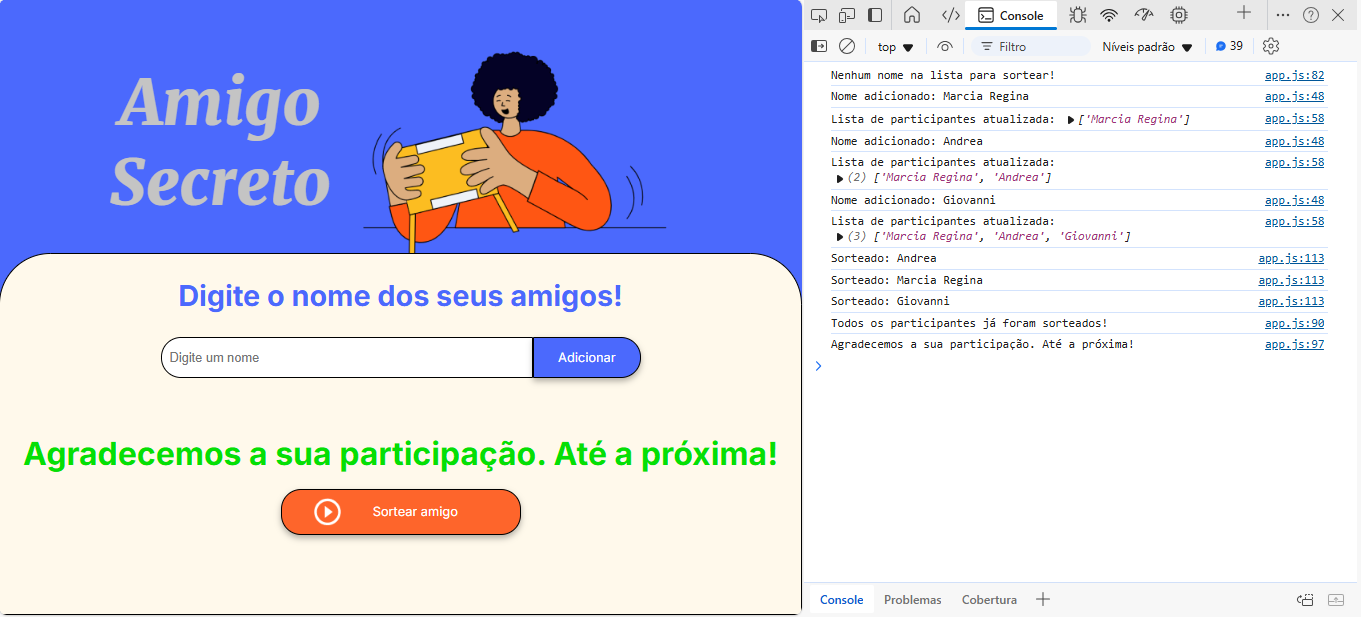 Amigo
Secreto
Digite o nome dos seus amigos!
Digite um nome
Adicionar
Agradecemos a sua participação. Até a próxima!
Sortear amigo
Console
top
Filtro
Níveis padrão
39
Nenhum nome na lista para sortear! app.js:82
Nome adicionado: Marcia Regina app.js:48
Lista de participantes atualizada: ▶ ['Marcia Regina'] app.js:58
Nome adicionado: Andrea app.js:48
Lista de participantes atualizada: app.js:58
▶ (2) ['Marcia Regina', 'Andrea']
Nome adicionado: Giovanni app.js:48
Lista de participantes atualizada: app.js:58
▶ (3) ['Marcia Regina', 'Andrea', 'Giovanni']
Sorteado: Andrea app.js:113
Sorteado: Marcia Regina app.js:113
Sorteado: Giovanni app.js:113
Todos os participantes já foram sorteados! app.js:90
Agradecemos a sua participação. Até a próxima! app.js:97
Console Problemas Cobertura